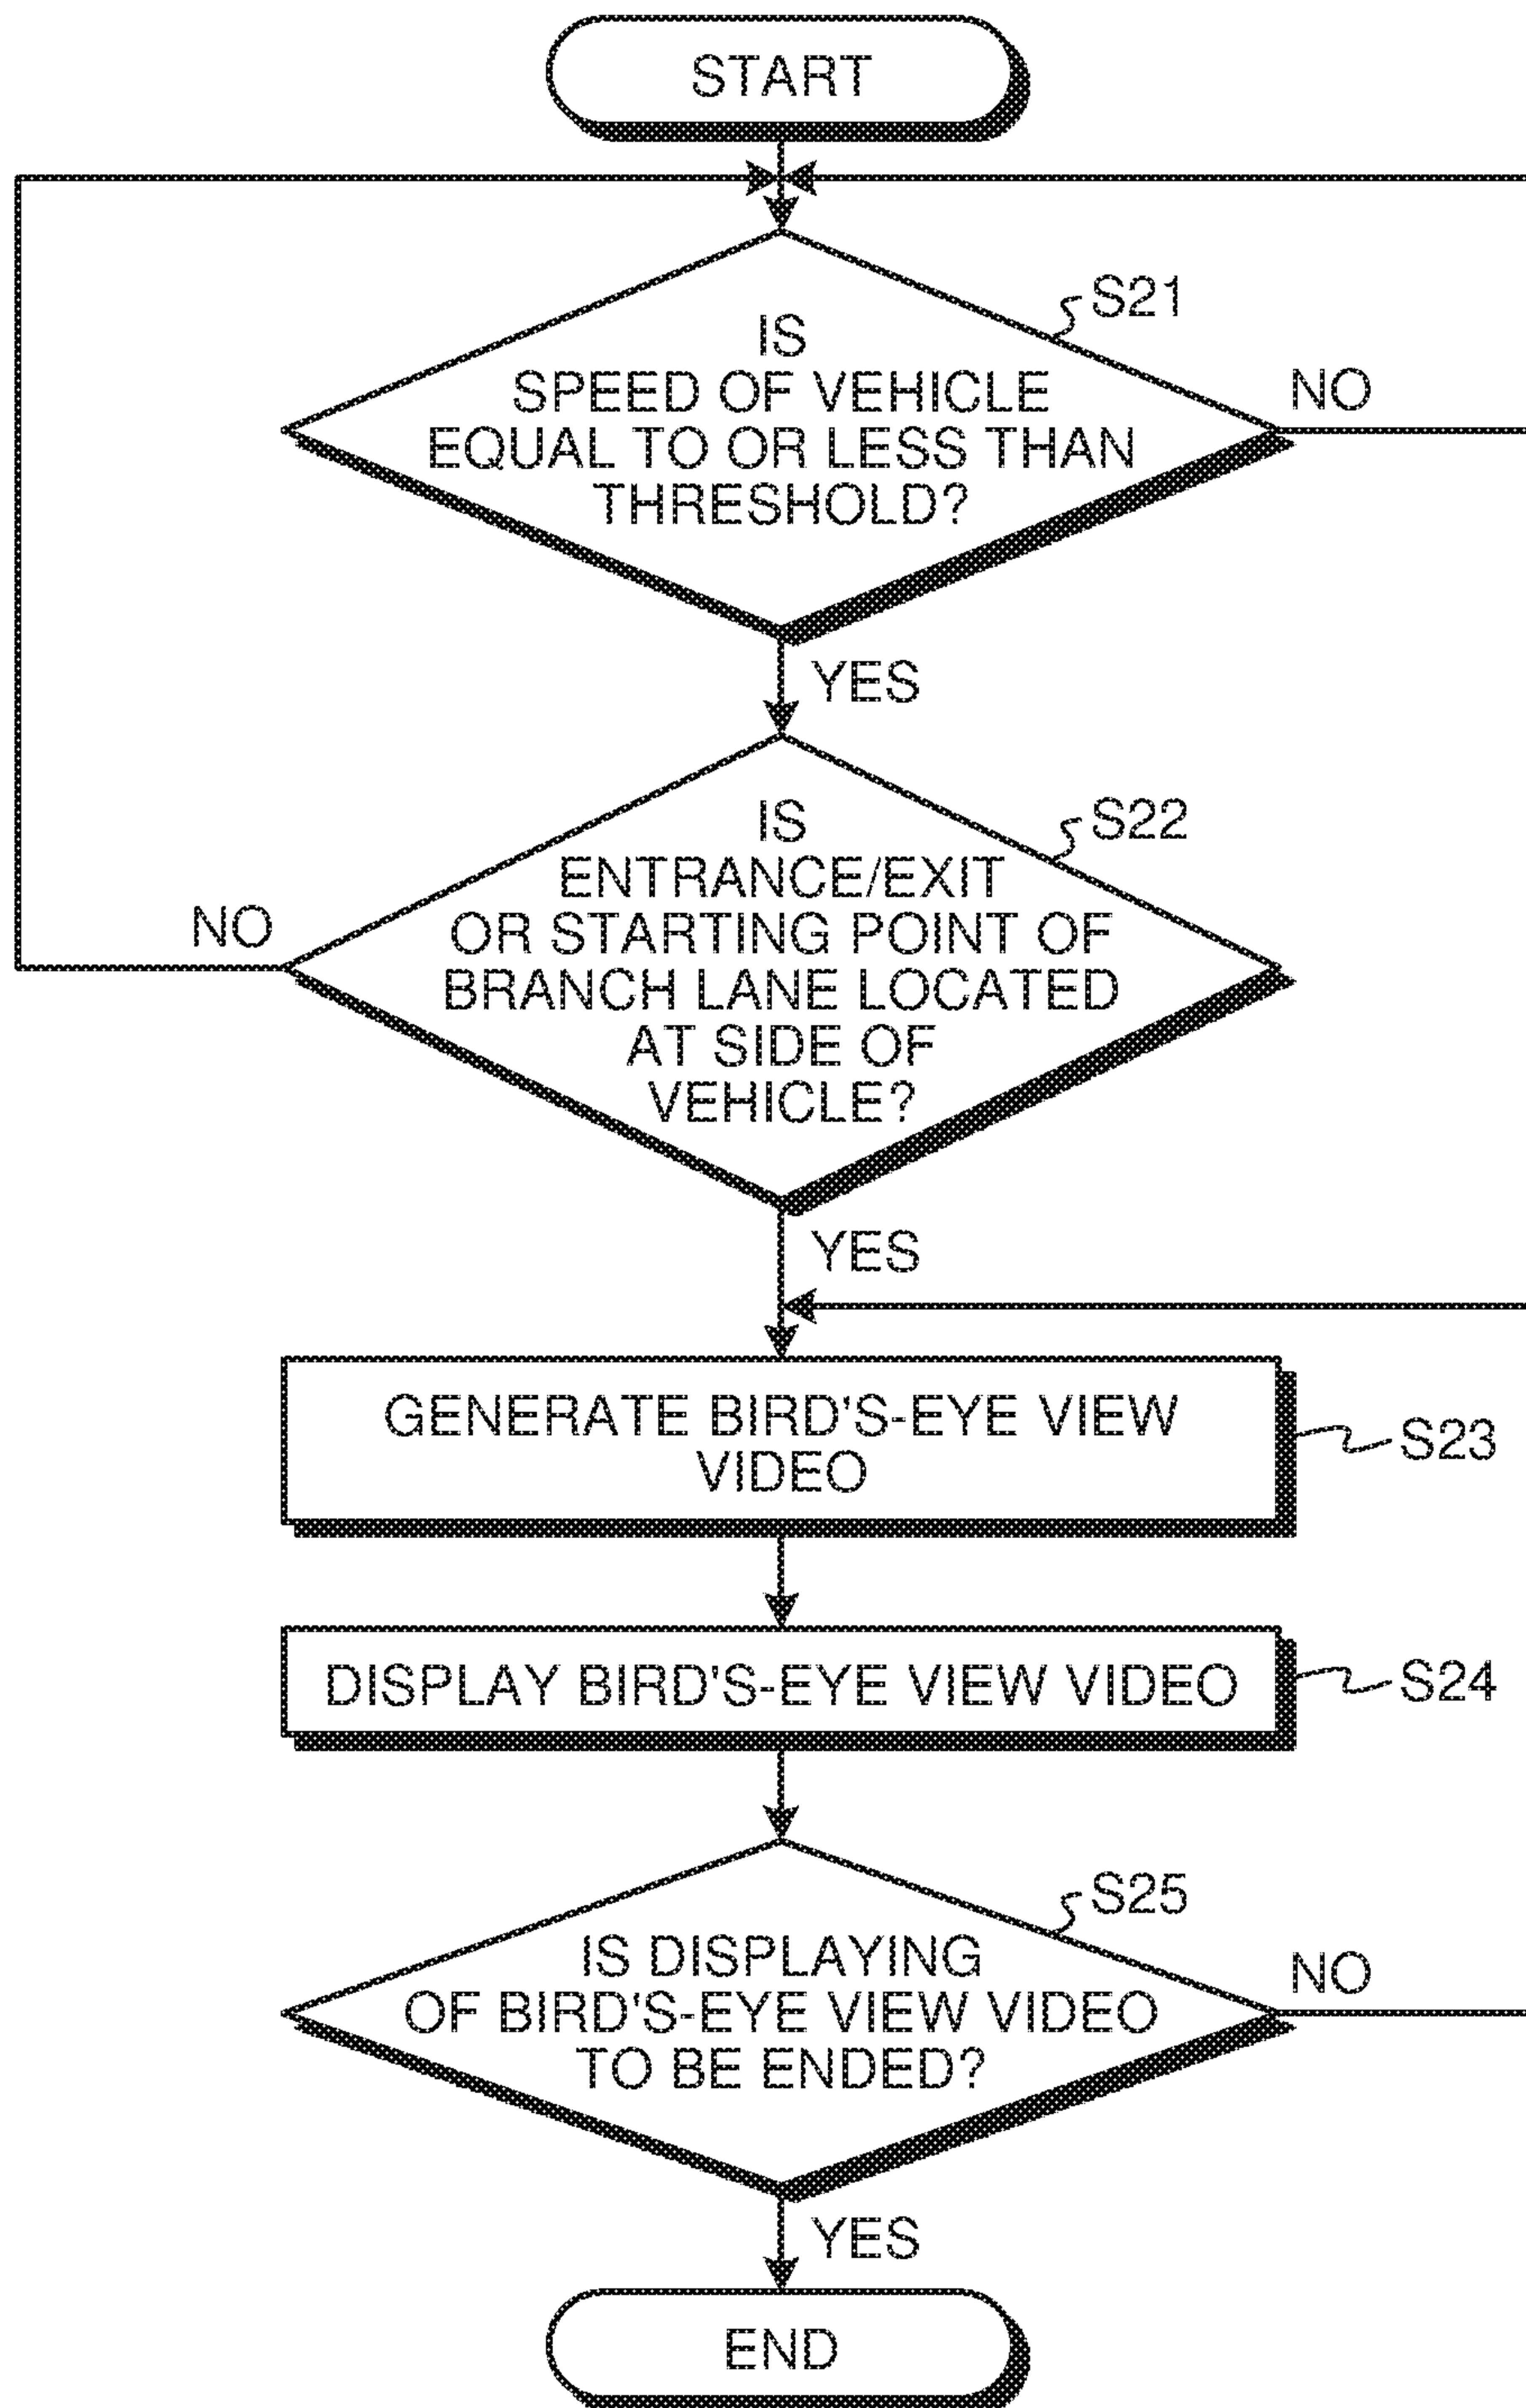 START
S21
IS
SPEED OF VEHICLE
EQUAL TO OR LESS THAN
THRESHOLD?
NO
YES
S22
IS
ENTRANCE/EXIT
OR STARTING POINT OF
BRANCH LANE LOCATED
AT SIDE OF
VEHICLE?
NO
YES
GENERATE BIRD'S-EYE VIEW
VIDEO
S23
DISPLAY BIRD'S-EYE VIEW VIDEO
S24
S25
IS DISPLAYING
OF BIRD'S-EYE VIEW VIDEO
TO BE ENDED?
NO
YES
END